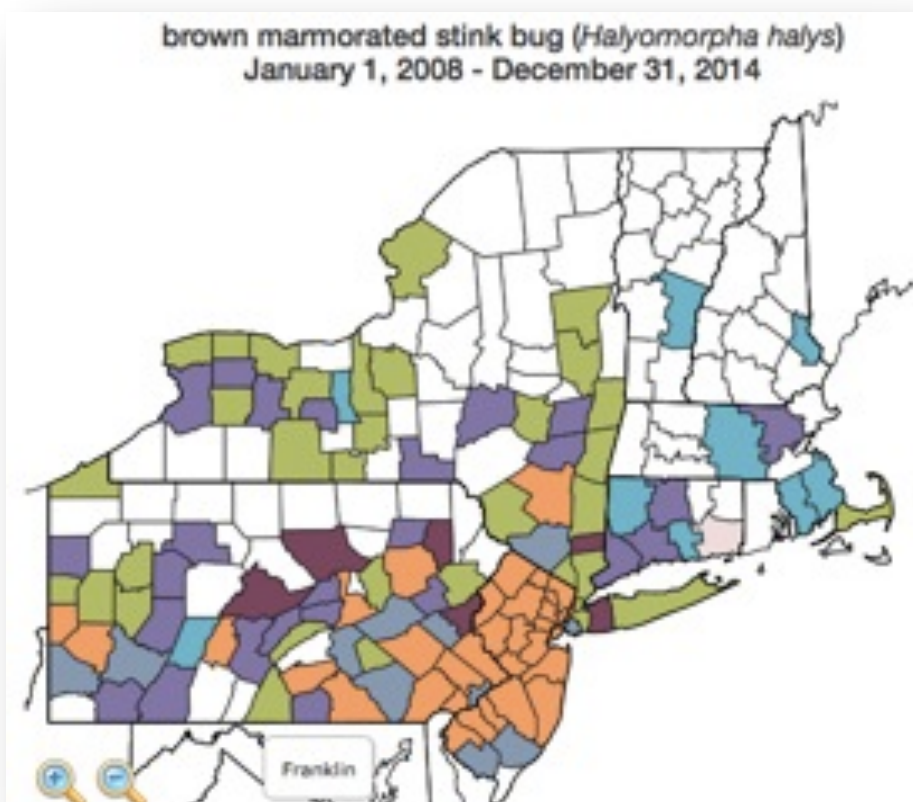 brown marmorated stink bug (Halyomorpha halys)
January 1, 2008 - December 31, 2014
Franklin